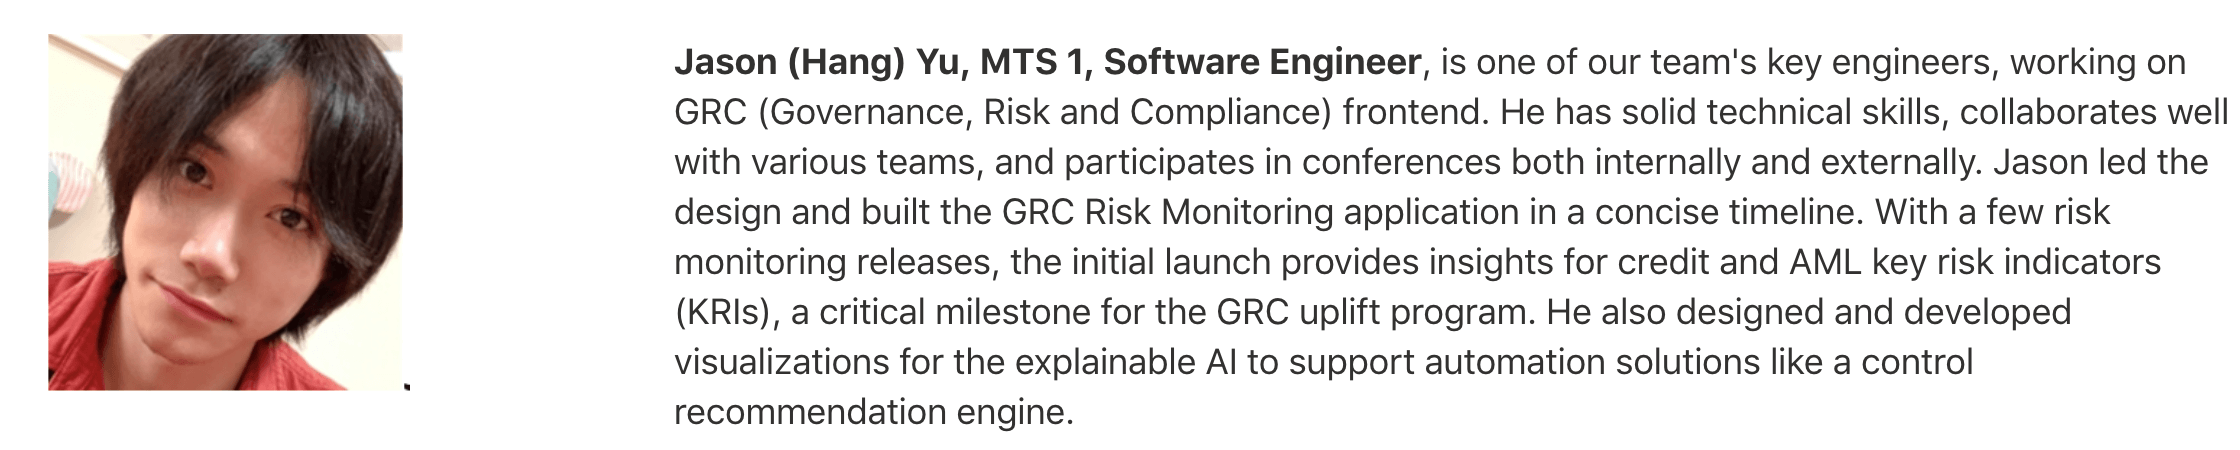 Jason (Hang) Yu, MTS 1, Software Engineer, is one of our team's key engineers, working on
GRC (Governance, Risk and Compliance) frontend. He has solid technical skills, collaborates well
with various teams, and participates in conferences both internally and externally. Jason led the
design and built the GRC Risk Monitoring application in a concise timeline. With a few risk
monitoring releases, the initial launch provides insights for credit and AML key risk indicators
(KRIs), a critical milestone for the GRC uplift program. He also designed and developed
visualizations for the explainable AI to support automation solutions like a control
recommendation engine.